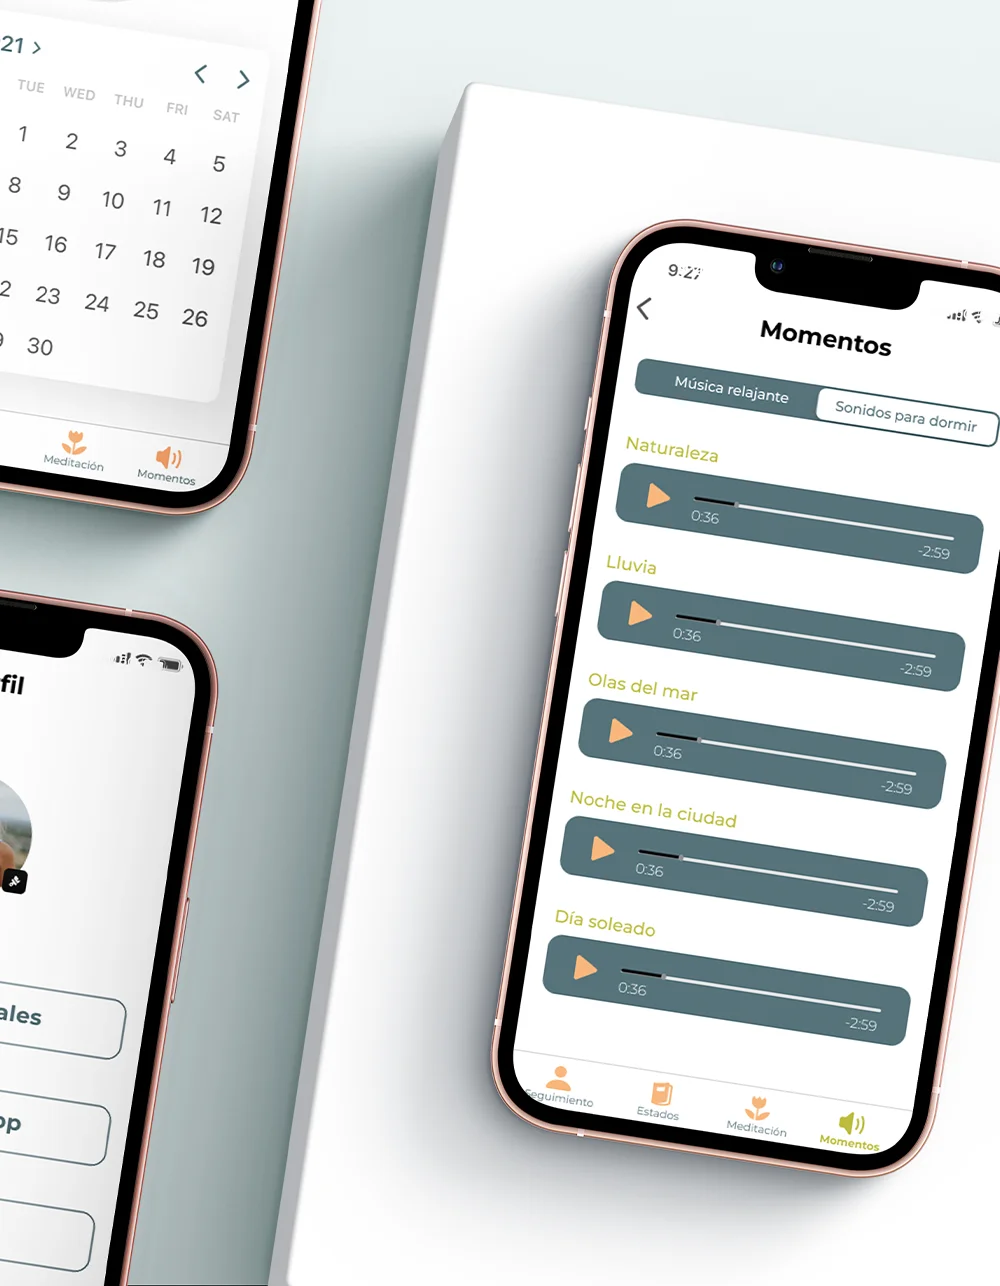 21
TUE WED THU FRI SAT
1 2 3 4 5
8 9 10 11 12
15 16 17 18 19
23 24 25 26
30
Meditación Momentos
9:27
Momentos
Música relajante Sonidos para dormir
Naturaleza
0:36 -2:59
Lluvia
0:36 -2:59
Olas del mar
0:36 -2:59
Noche en la ciudad
0:36 -2:59
Día soleado
0:36 -2:59
Seguimiento Estados Meditación Momentos
fil
ales
op